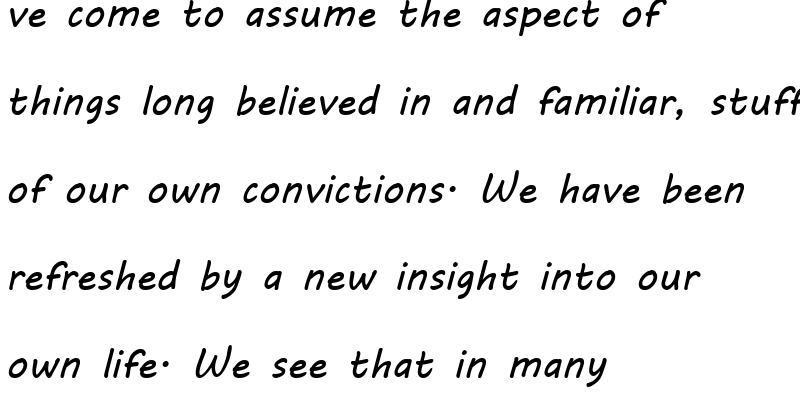 ve come to assume the aspect of
things long believed in and familiar, stuff
of our own convictions. We have been
refreshed by a new insight into our
own life. We see that in many